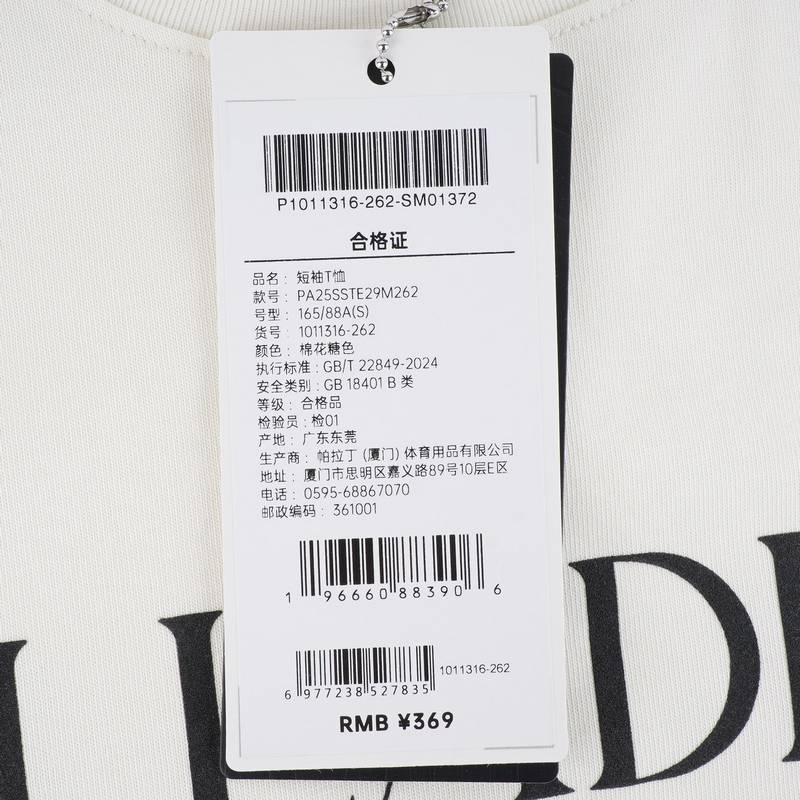 P1011316-262-SM01372
合格证
品名：短袖T恤
款号：PA25SSTE29M262
号型：165/88A(S)
货号：1011316-262
颜色：棉花糖色
执行标准：GB/T 22849-2024
安全类别：GB 18401 B 类
等级：合格品
检验员：检01
产地：广东东莞
生产商：帕拉丁（厦门）体育用品有限公司
地址：厦门市思明区嘉义路89号10层E区
电话：0595-68867070
邮政编码：361001
1 96660 88390 6
6 977238 527835
1011316-262
RMB ¥369